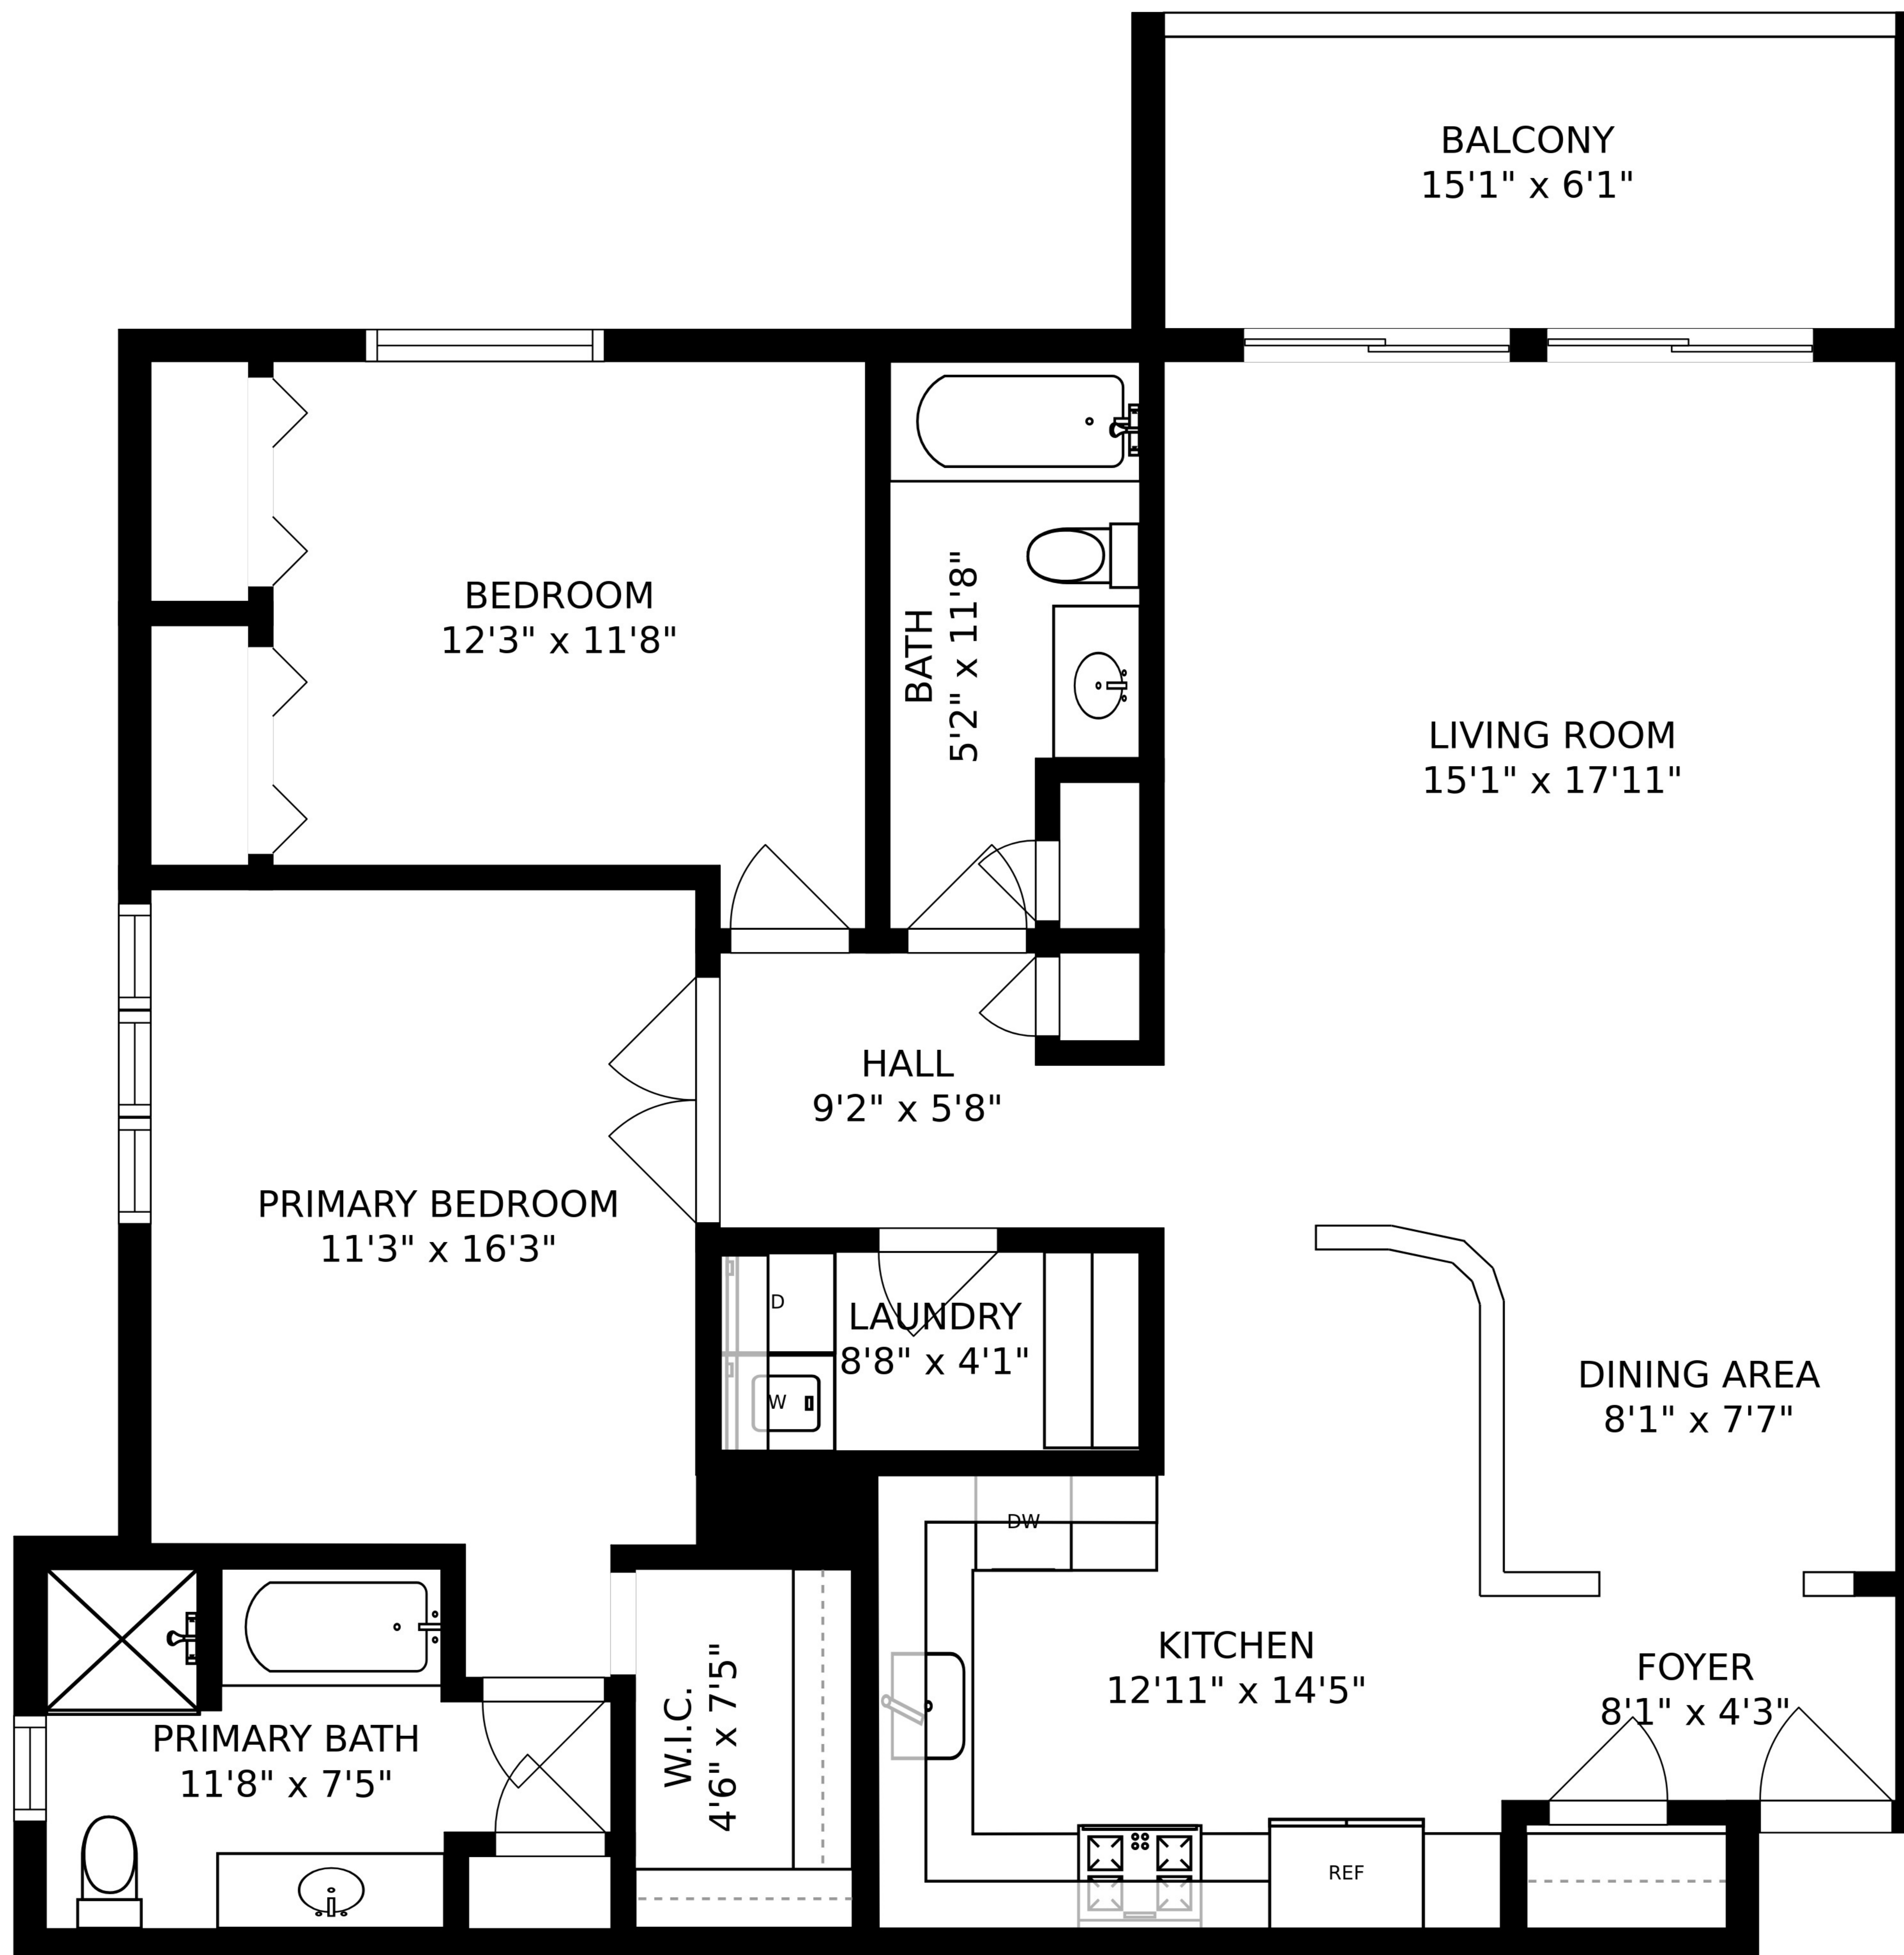 BALCONY
15'1" x 6'1"
BEDROOM
12'3" x 11'8"
BATH
5'2" x 11'8"
LIVING ROOM
15'1" x 17'11"
HALL
9'2" x 5'8"
PRIMARY BEDROOM
11'3" x 16'3"
D
LAUNDRY
8'8" x 4'1"
W
DINING AREA
8'1" x 7'7"
DW
KITCHEN
12'11" x 14'5"
FOYER
8'1" x 4'3"
W.I.C.
4'6" x 7'5"
PRIMARY BATH
11'8" x 7'5"
REF